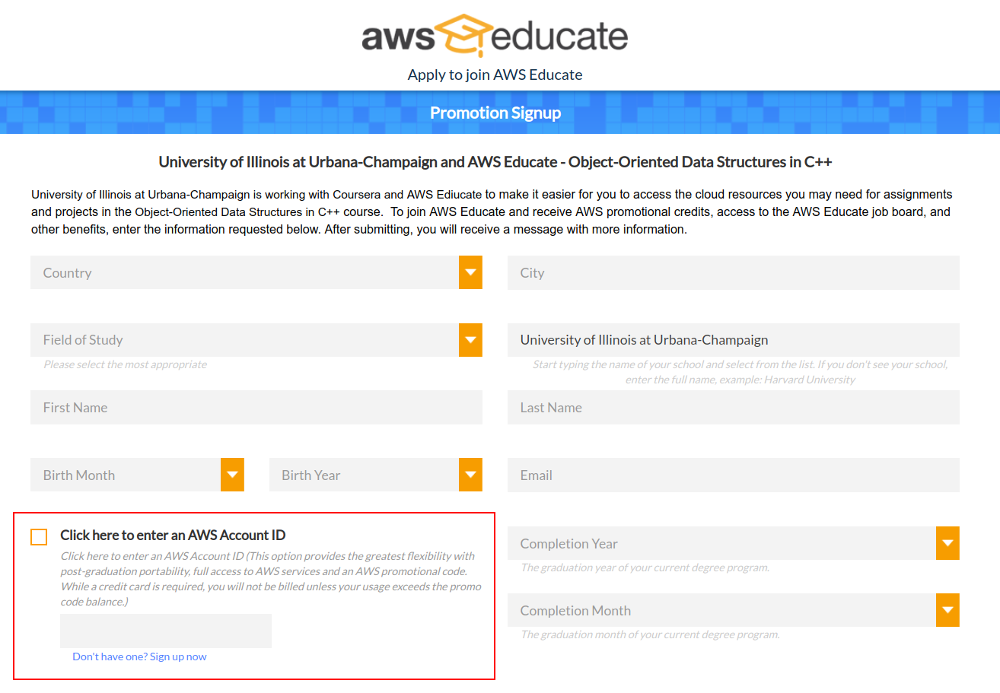 aws educate
Apply to join AWS Educate
Promotion Signup
University of Illinois at Urbana-Champaign and AWS Educate - Object-Oriented Data Structures in C++
University of Illinois at Urbana-Champaign is working with Coursera and AWS Eduicate to make it easier for you to access the cloud resources you may need for assignments
and projects in the Object-Oriented Data Structures in C++ course. To join AWS Educate and receive AWS promotional credits, access to the AWS Educate job board, and
other benefits, enter the information requested below. After submitting, you will receive a message with more information.
Country
City
Field of Study
University of Illinois at Urbana-Champaign
Please select the most appropriate
Start typing the name of your school and select from the list. If you don't see your school,
enter the full name, example: Harvard University
First Name
Last Name
Birth Month
Birth Year
Email
Click here to enter an AWS Account ID
Click here to enter an AWS Account ID (This option provides the greatest flexibility with
post-graduation portability, full access to AWS services and an AWS promotional code.
While a credit card is required, you will not be billed unless your usage exceeds the promo
code balance.)
Don't have one? Sign up now
Completion Year
The graduation year of your current degree program.
Completion Month
The graduation month of your current degree program.